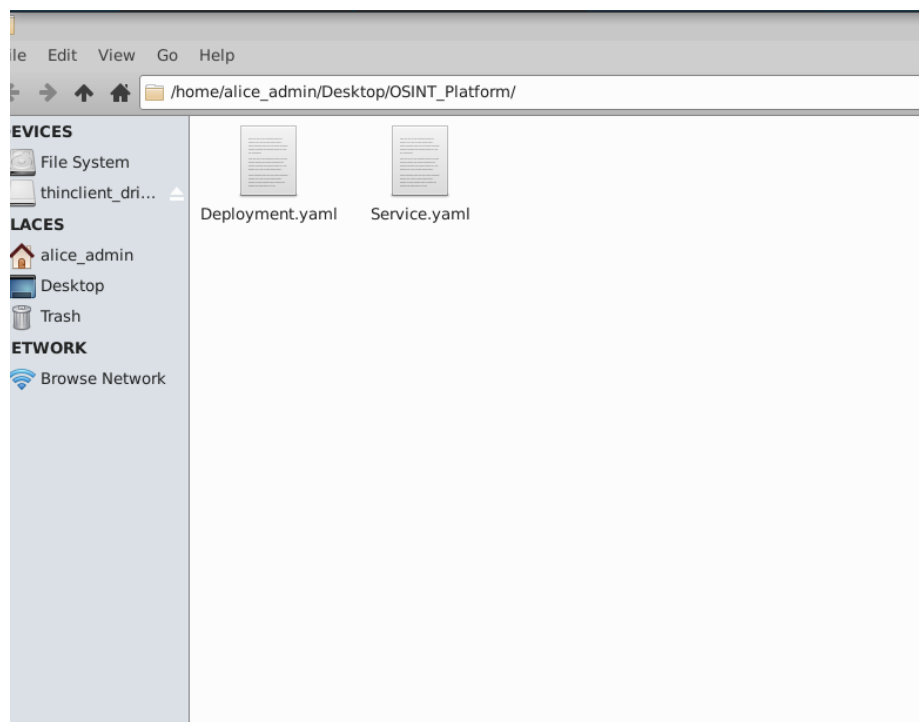 ile Edit View Go Help
/home/alice_admin/Desktop/OSINT_Platform/
EVICES
File System
thinclient_dri...
LACES
alice_admin
Desktop
Trash
ETWORK
Browse Network
Deployment.yaml
Service.yaml